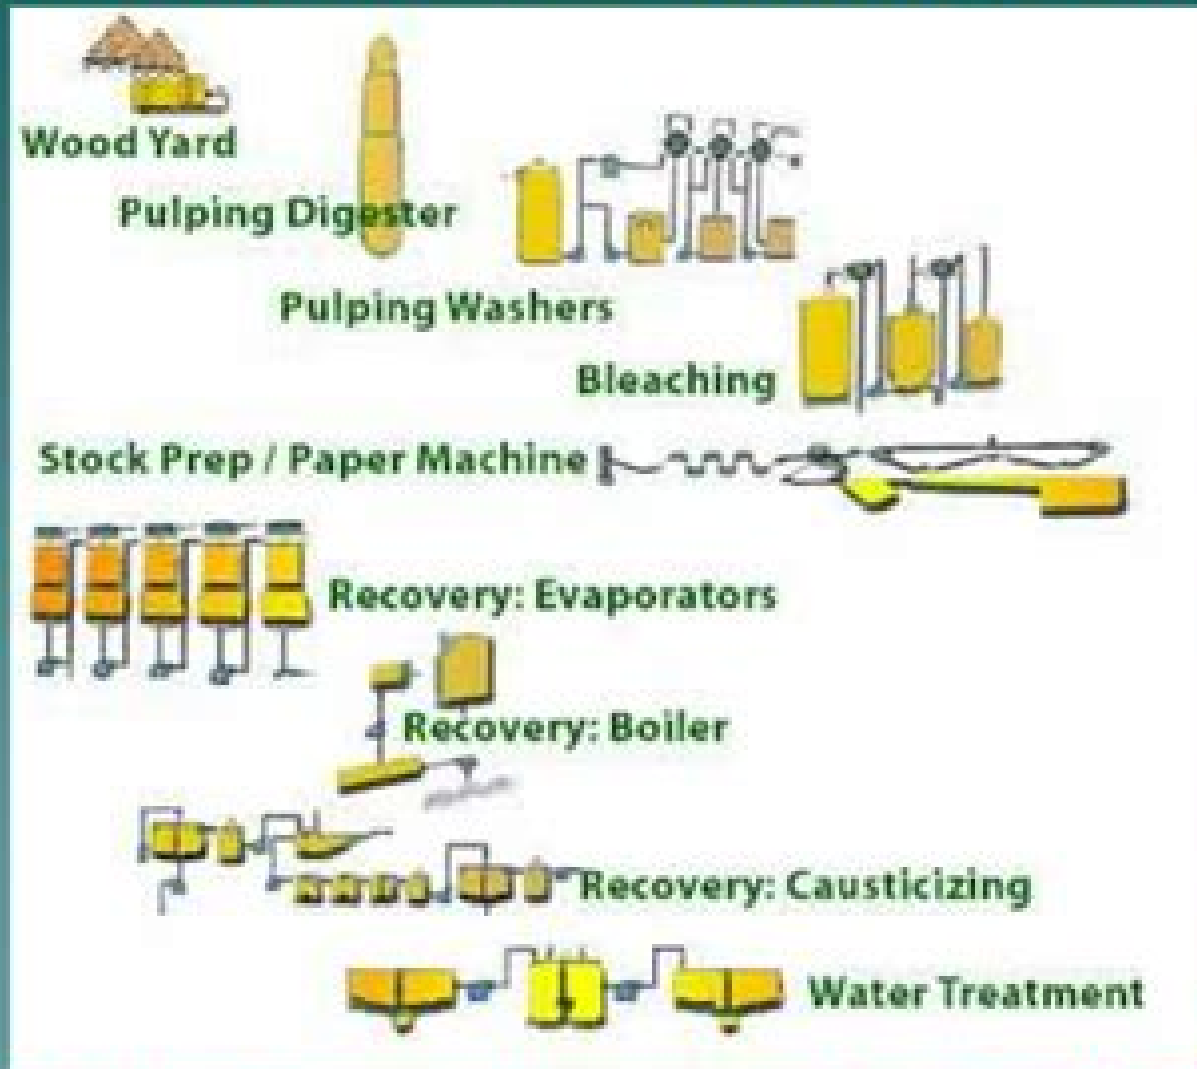 Wood Yard
Pulping Digester
Pulping Washers
Bleaching
Stock Prep / Paper Machine
Recovery: Evaporators
Recovery: Boiler
Recovery: Causticizing
Water Treatment